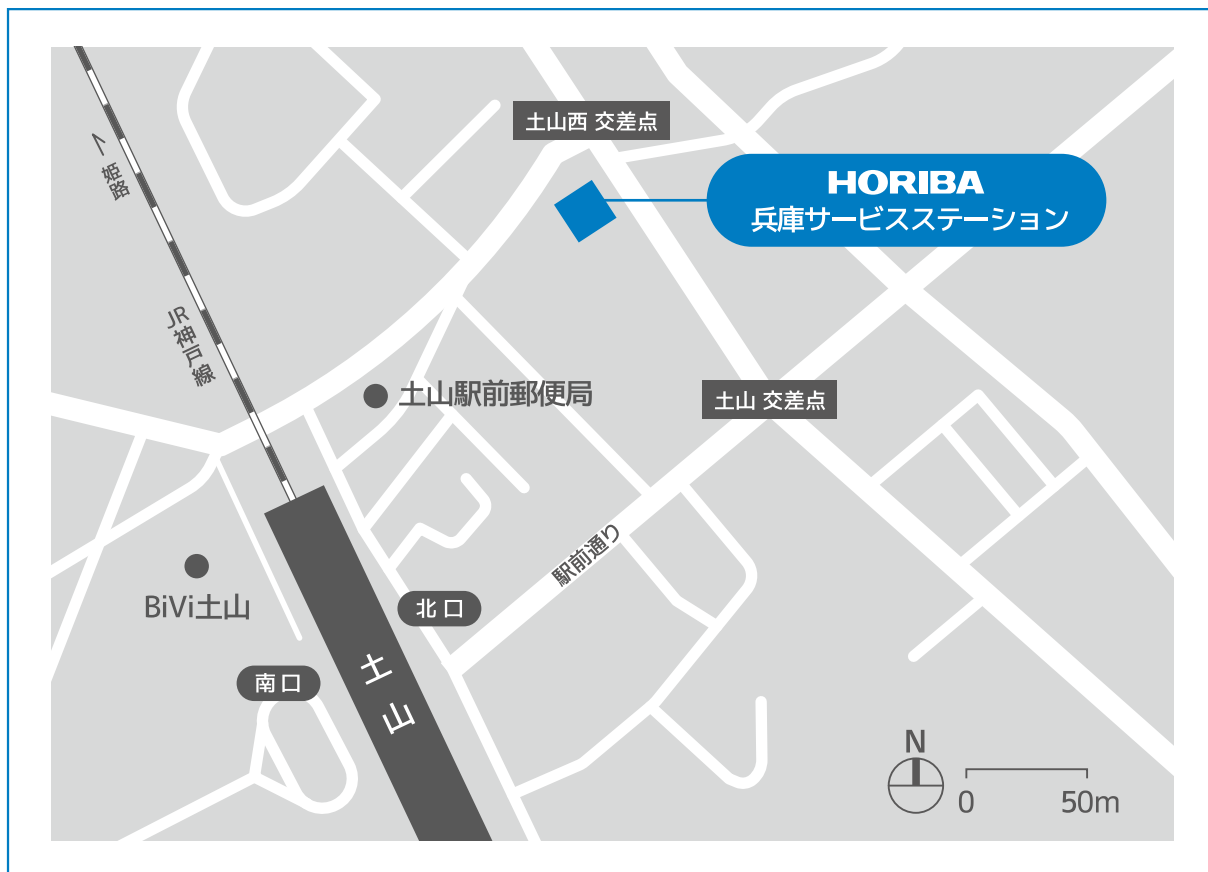 土山西 交差点
HORIBA
兵庫サービスステーション
姫路
JR神戸線
土山駅前郵便局
土山 交差点
駅前通り
BiVi土山
北口
南口
土山
N
0 50m